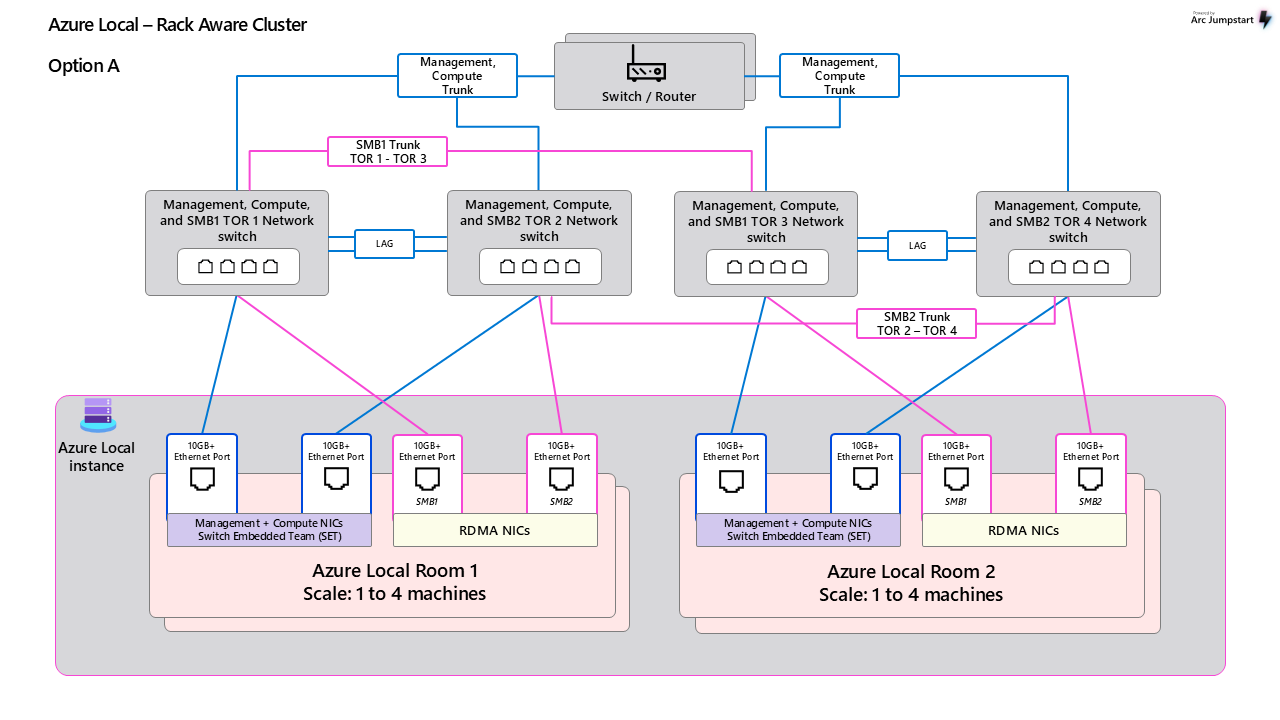 Azure Local – Rack Aware Cluster
Powered by
Arc Jumpstart
Option A
Management,
Compute
Trunk
Switch / Router
Management,
Compute
Trunk
SMB1 Trunk
TOR 1 - TOR 3
Management, Compute,
and SMB1 TOR 1 Network
switch
LAG
Management, Compute,
and SMB2 TOR 2 Network
switch
Management, Compute,
and SMB1 TOR 3 Network
switch
LAG
Management, Compute,
and SMB2 TOR 4 Network
switch
SMB2 Trunk
TOR 2 – TOR 4
Azure Local
instance
10GB+
Ethernet Port
10GB+
Ethernet Port
10GB+
Ethernet Port
SMB1
10GB+
Ethernet Port
SMB2
Management + Compute NICs
Switch Embedded Team (SET)
RDMA NICs
Azure Local Room 1
Scale: 1 to 4 machines
10GB+
Ethernet Port
10GB+
Ethernet Port
10GB+
Ethernet Port
SMB1
10GB+
Ethernet Port
SMB2
Management + Compute NICs
Switch Embedded Team (SET)
RDMA NICs
Azure Local Room 2
Scale: 1 to 4 machines